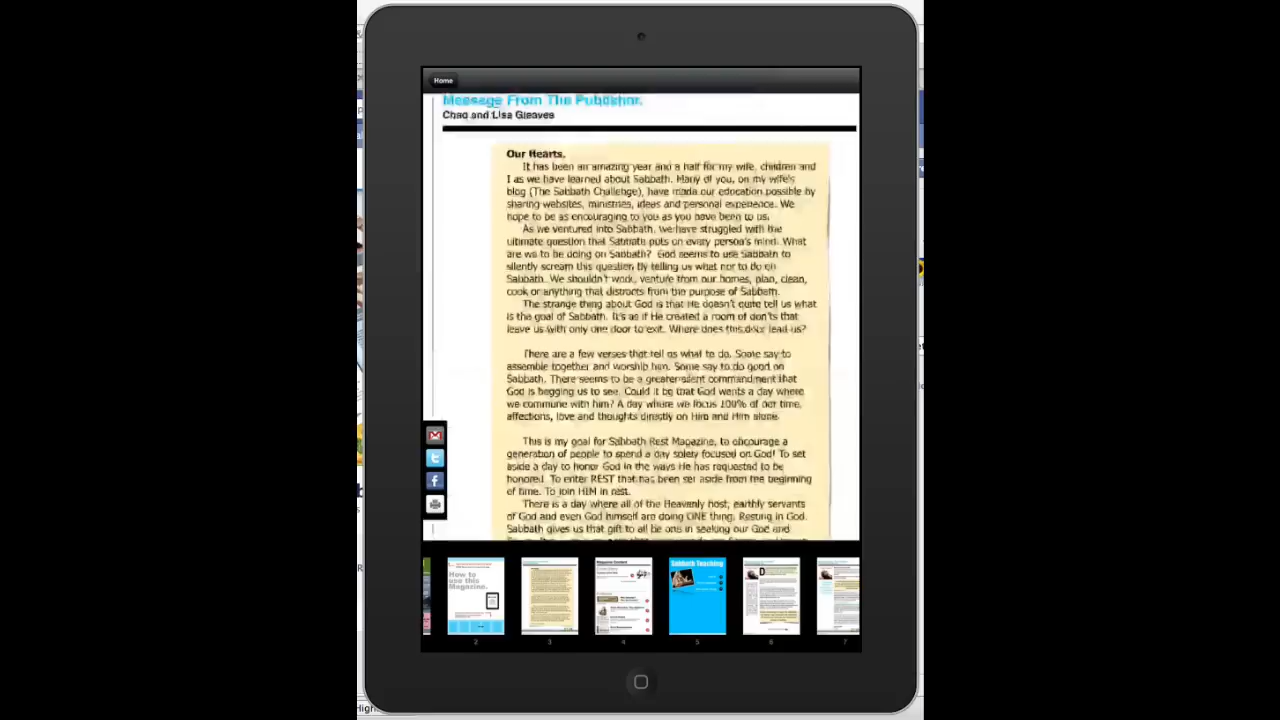 Home
Message From The Publisher.
Chad and Lisa Gleaves
Our Hearts,
It has been an amazing year and a half for my wife, children and
I as we have learned about Sabbath. Many of you, on my wife's
blog (The Sabbath Challenge), have made our education possible by
sharing websites, ministries, ideas and personal experience. We
hope to be as encouraging to you as you have been to us.
As we ventured into Sabbath, we have struggled with the
ultimate question that Sabbath puts on every person's mind. What
are we to be doing on Sabbath? God seems to use Sabbath to
silently scream this question by telling us what not to do on
Sabbath. We shouldn't work, venture from our homes, plan, clean,
cook or anything that distracts from the purpose of Sabbath.
The strange thing about God is that He doesn't quite tell us what
is the goal of Sabbath. It's as if He created a room of don'ts that
leave us with only one door to exit. Where does this door lead us?
There are a few verses that tell us what to do. Some say to
assemble together and worship him. Some say to do good on
Sabbath. There seems to be a greater silent commandment that
God is begging us to see. Could it be that God wants a day where
we commune with him? A day where we focus 100% of our time,
affections, love and thoughts directly on Him and Him alone.
This is my goal for Sabbath Rest Magazine, to encourage a
generation of people to spend a day solely focused on God! To set
aside a day to honor God in the ways He has requested to be
honored. To enter REST that has been set aside from the beginning
of time. To join HIM in rest.
There is a day where all of the Heavenly host, earthly servants
of God and even God himself are doing ONE thing. Resting in God.
Sabbath gives us that gift to all be one in seeking our God and
How to
use this
Magazine.
Magazine Content
Sabbath Teaching
2
3
4
5
6
7